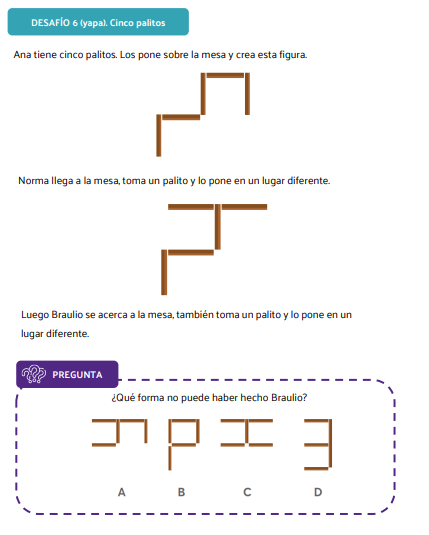 DESAFÍO 6 (yapa). Cinco palitos
Ana tiene cinco palitos. Los pone sobre la mesa y crea esta figura.
Norma llega a la mesa, toma un palito y lo pone en un lugar diferente.
Luego Braulio se acerca a la mesa, también toma un palito y lo pone en un
lugar diferente.
PREGUNTA
¿Qué forma no puede haber hecho Braulio?
A B C D